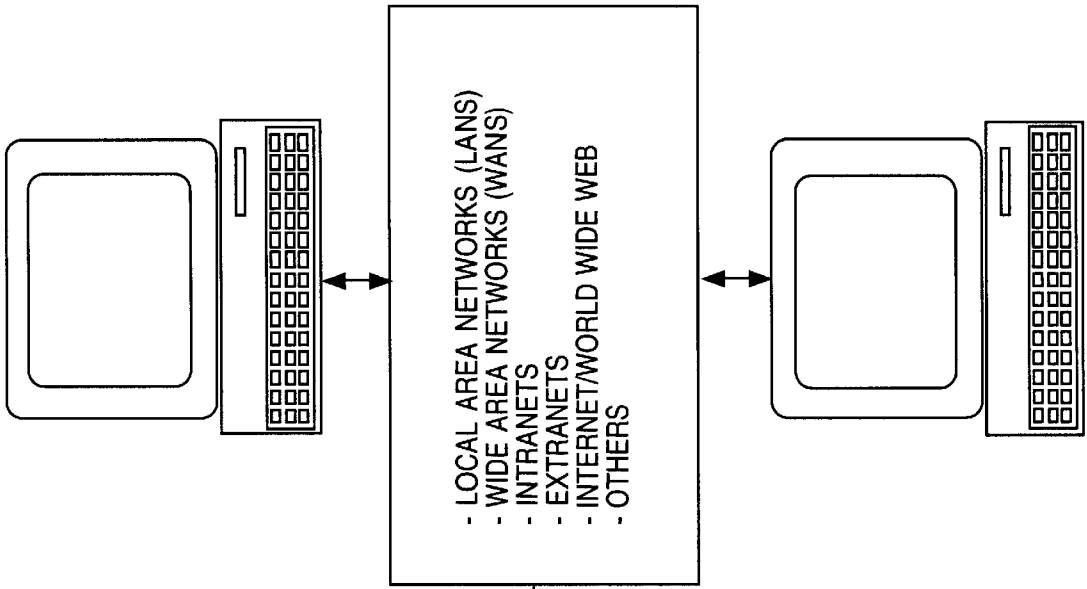 - LOCAL AREA NETWORKS (LANS)
- WIDE AREA NETWORKS (WANS)
- INTRANETS
- EXTRANETS
- INTERNET/WORLD WIDE WEB
- OTHERS